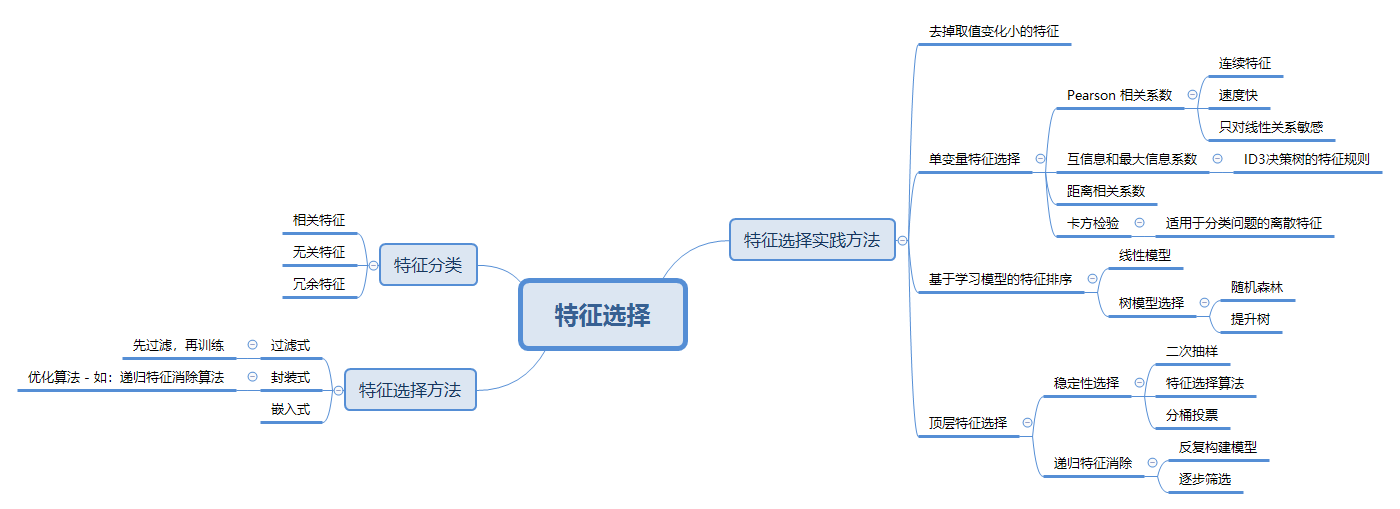 特征选择
特征分类
相关特征
无关特征
冗余特征
特征选择方法
过滤式
先过滤，再训练
封装式
优化算法 - 如：递归特征消除算法
嵌入式
特征选择实践方法
去掉取值变化小的特征
单变量特征选择
Pearson 相关系数
连续特征
速度快
只对线性关系敏感
互信息和最大信息系数
ID3决策树的特征规则
距离相关系数
卡方检验
适用于分类问题的离散特征
基于学习模型的特征排序
线性模型
树模型选择
随机森林
提升树
顶层特征选择
稳定性选择
二次抽样
特征选择算法
分桶投票
递归特征消除
反复构建模型
逐步筛选